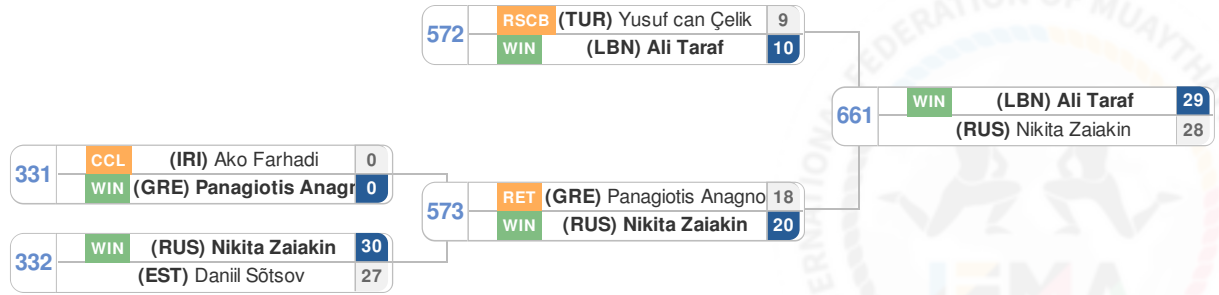 572
RSCB (TUR) Yusuf can Çelik 9
WIN (LBN) Ali Taraf 10
661
WIN (LBN) Ali Taraf 29
(RUS) Nikita Zaiakin 28
331
CCL (IRI) Ako Farhadi 0
WIN (GRE) Panagiotis Anagr 0
573
RET (GRE) Panagiotis Anagno 18
WIN (RUS) Nikita Zaiakin 20
332
WIN (RUS) Nikita Zaiakin 30
(EST) Daniil Sõtsov 27